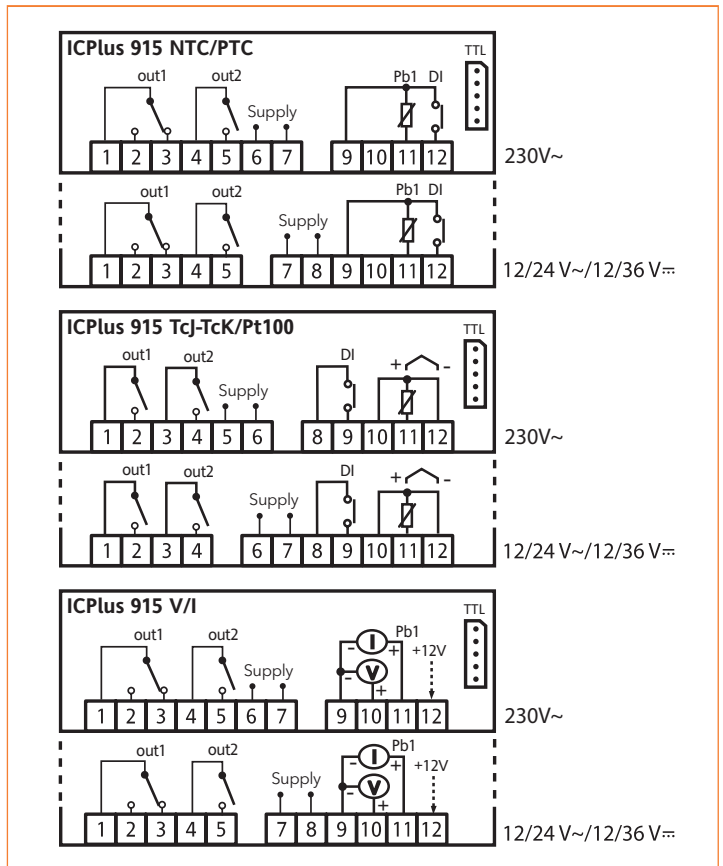 ICPlus 915 NTC/PTC
TTL
out1 out2 Supply Pb1 DI
1 2 3 4 5 6 7 9 10 11 12 230V~
out1 out2 Supply Pb1 DI
1 2 3 4 5 7 8 9 10 11 12 12/24 V~/12/36 V⎓
ICPlus 915 TcJ-TcK/Pt100
TTL
out1 out2 Supply DI + -
1 2 3 4 5 6 8 9 10 11 12 230V~
out1 out2 Supply DI + -
1 2 3 4 6 7 8 9 10 11 12 12/24 V~/12/36 V⎓
ICPlus 915 V/I
TTL
out1 out2 Supply - I + Pb1 +12V
- V +
1 2 3 4 5 6 7 9 10 11 12 230V~
out1 out2 Supply - I + Pb1 +12V
- V +
1 2 3 4 5 7 8 9 10 11 12 12/24 V~/12/36 V⎓